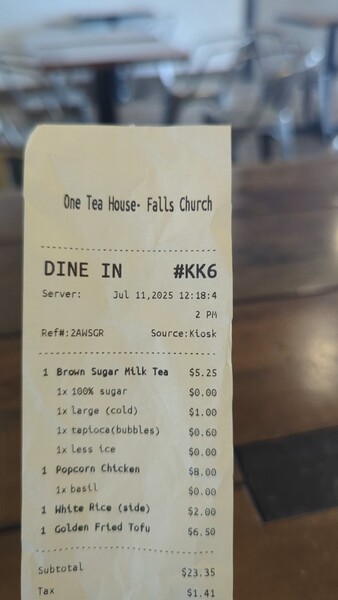 One Tea House- Falls Church
DINE IN #KK6
Server: Jul 11,2025 12:18:4
2 PM
Ref#:2AWSGR Source:Kiosk
1 Brown Sugar Milk Tea $5.25
1x 100% sugar $0.00
1x large (cold) $1.00
1x tapioca(bubbles) $0.60
1x less ice $0.00
1 Popcorn Chicken $8.00
1x basil $0.00
1 White Rice (side) $2.00
1 Golden Fried Tofu $6.50
Subtotal $23.35
Tax $1.41